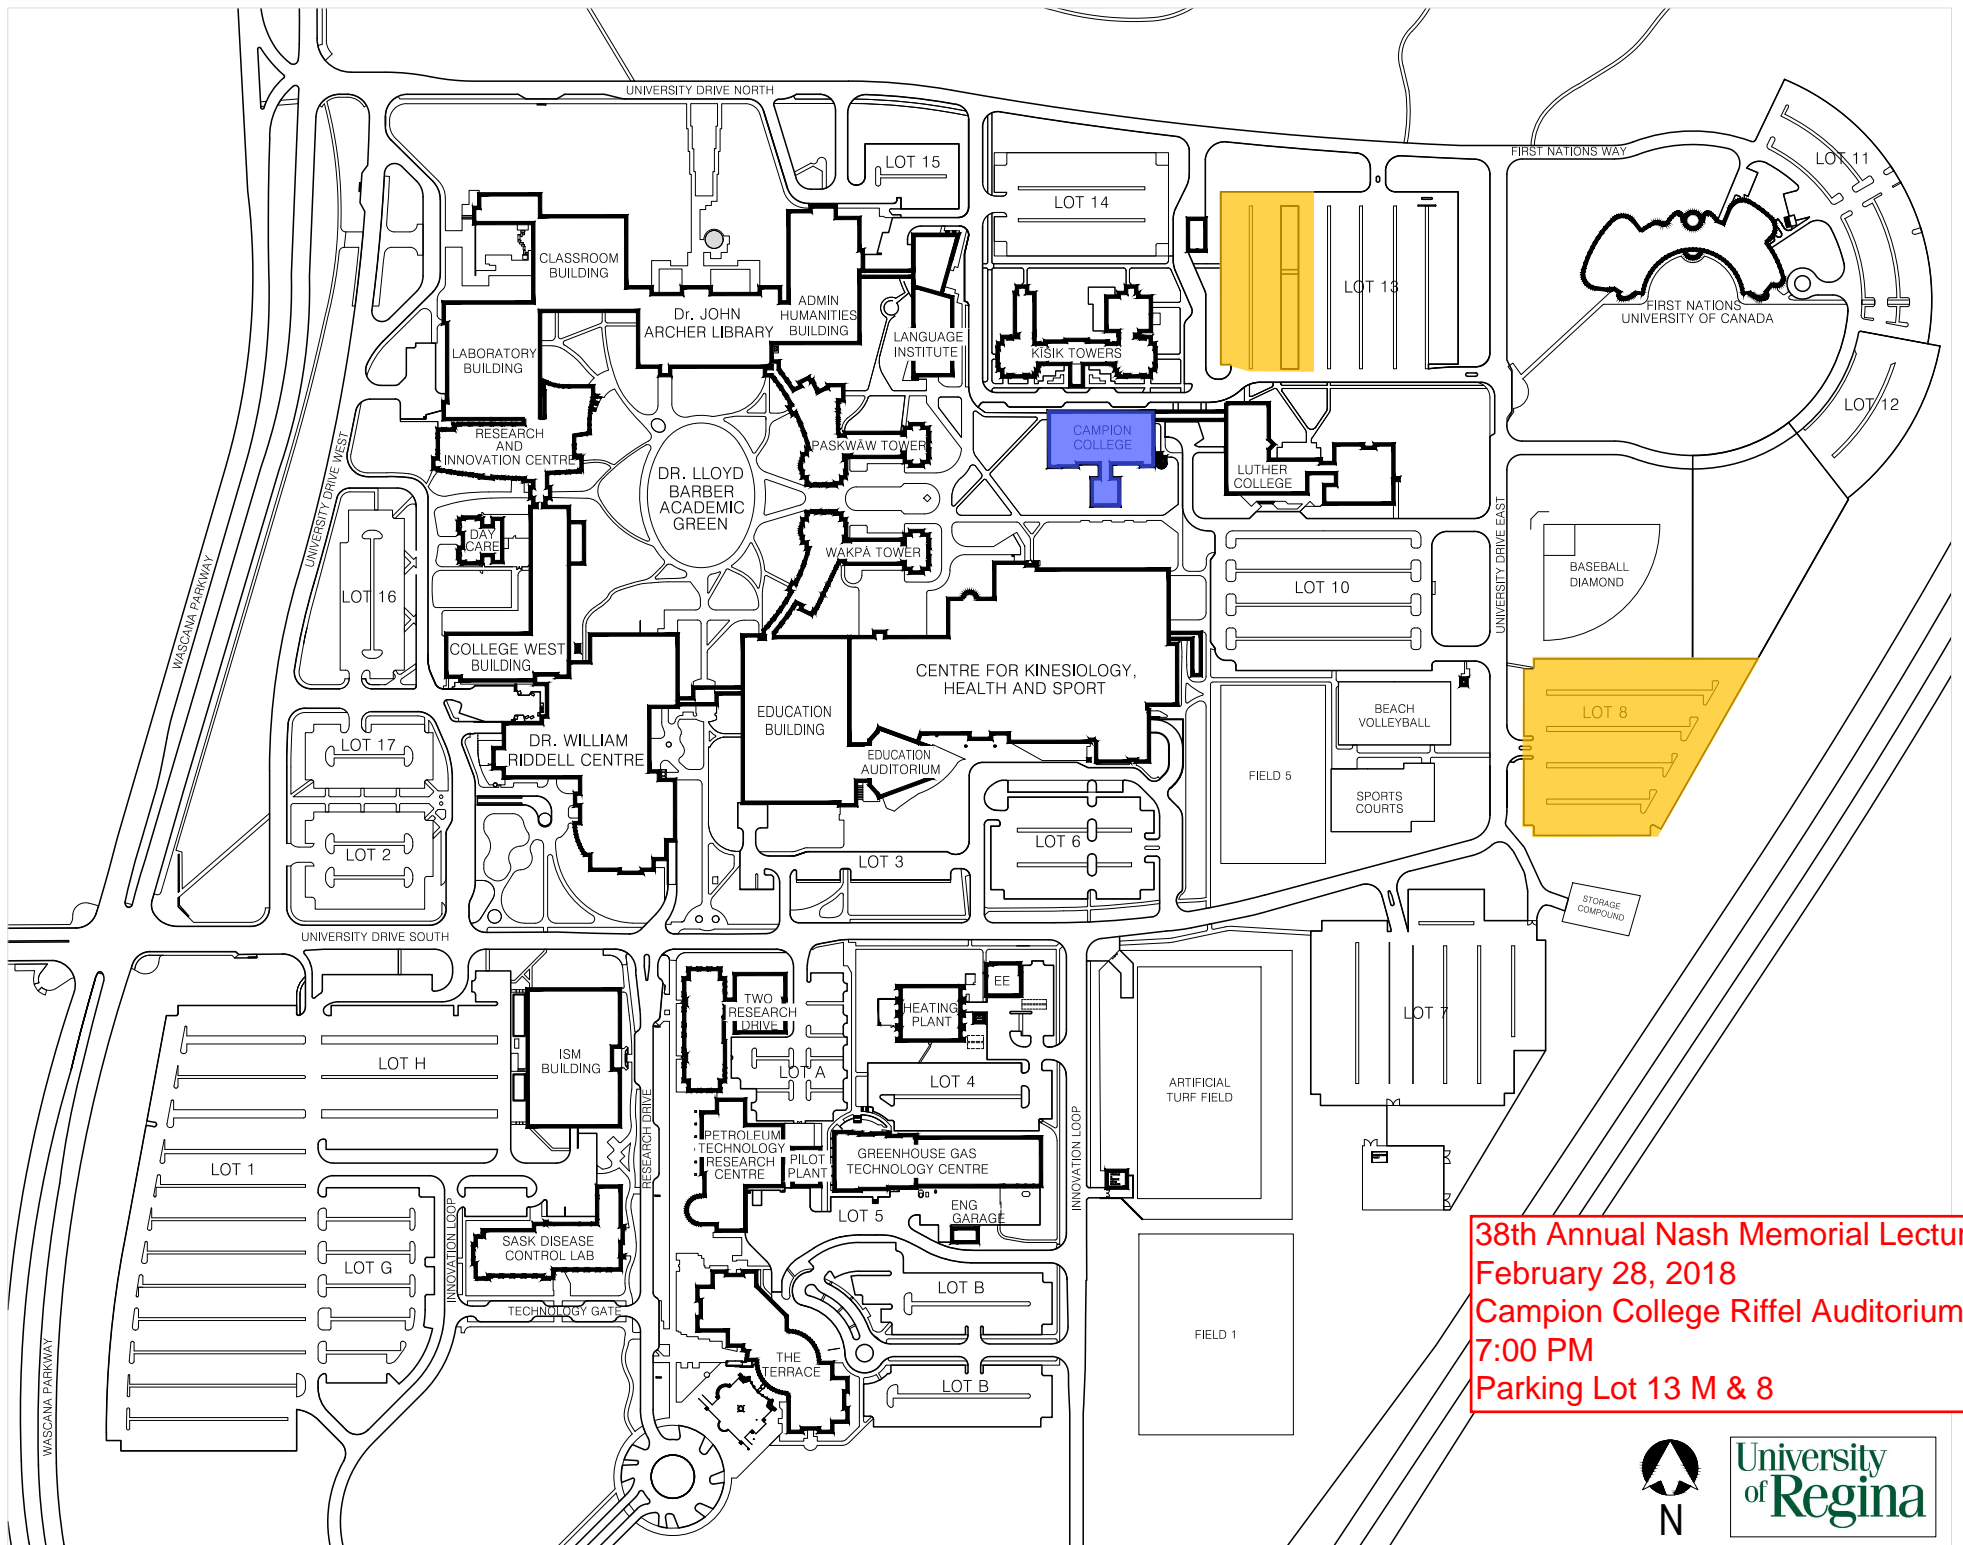 UNIVERSITY DRIVE NORTH
FIRST NATIONS WAY
LOT 11
LOT 15
LOT 14
CLASSROOM
BUILDING
LOT 13
Dr. JOHN
ARCHER LIBRARY
ADMIN
HUMANITIES
BUILDING
FIRST NATIONS
UNIVERSITY OF CANADA
LANGUAGE
INSTITUTE
KĪSIK TOWERS
LABORATORY
BUILDING
LOT 12
RESEARCH
AND
INNOVATION CENTRE
PASKWĀW TOWER
CAMPION
COLLEGE
LUTHER
COLLEGE
UNIVERSITY DRIVE WEST
DR. LLOYD
BARBER
ACADEMIC
GREEN
UNIVERSITY DRIVE EAST
DAY
CARE
WAKPĀ TOWER
BASEBALL
DIAMOND
WASCANA PARKWAY
LOT 16
LOT 10
COLLEGE WEST
BUILDING
CENTRE FOR KINESIOLOGY,
HEALTH AND SPORT
EDUCATION
BUILDING
BEACH
VOLLEYBALL
LOT 8
LOT 17
DR. WILLIAM
RIDDELL CENTRE
EDUCATION
AUDITORIUM
FIELD 5
SPORTS
COURTS
LOT 2
LOT 3
LOT 6
STORAGE
COMPOUND
UNIVERSITY DRIVE SOUTH
TWO
RESEARCH
DRIVE
HEATING
PLANT
EE
LOT 7
LOT H
ISM
BUILDING
LOT A
LOT 4
ARTIFICIAL
TURF FIELD
RESEARCH DRIVE
INNOVATION LOOP
LOT 1
PETROLEUM
TECHNOLOGY
RESEARCH
CENTRE
PILOT
PLANT
GREENHOUSE GAS
TECHNOLOGY CENTRE
LOT 5
ENG
GARAGE
INNOVATION LOOP
SASK DISEASE
CONTROL LAB
LOT G
TECHNOLOGY GATE
LOT B
FIELD 1
THE
TERRACE
LOT B
WASCANA PARKWAY
38th Annual Nash Memorial Lectur
February 28, 2018
Campion College Riffel Auditorium
7:00 PM
Parking Lot 13 M & 8
N
University
of Regina